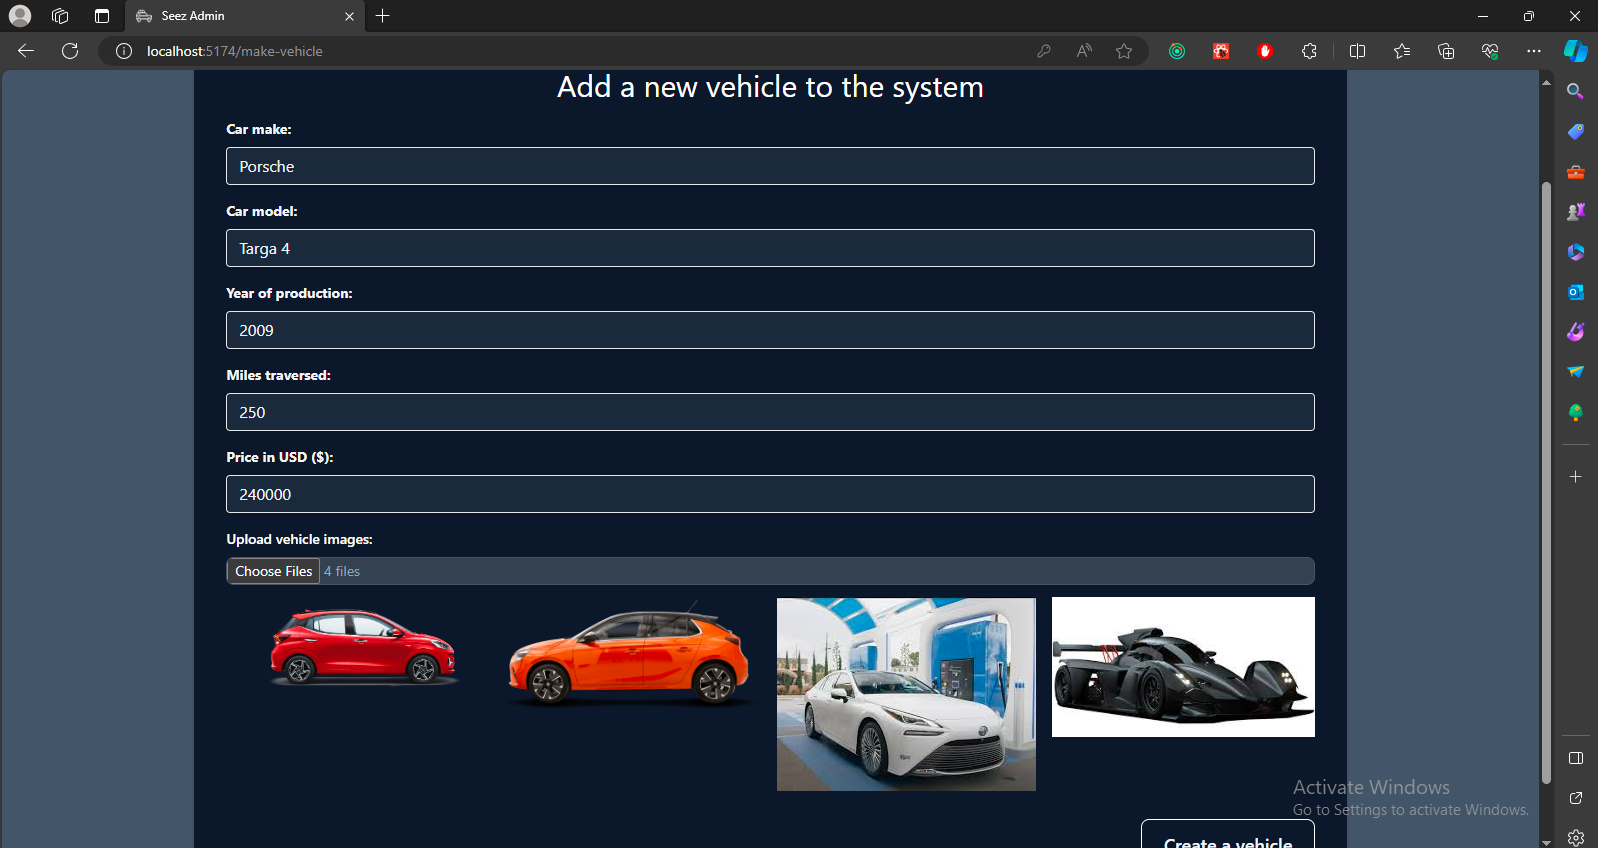 Seez Admin
localhost:5174/make-vehicle
Add a new vehicle to the system
Car make:
Porsche
Car model:
Targa 4
Year of production:
2009
Miles traversed:
250
Price in USD ($):
240000
Upload vehicle images:
Choose Files 4 files
Activate Windows
Go to Settings to activate Windows.
Create a vehicle